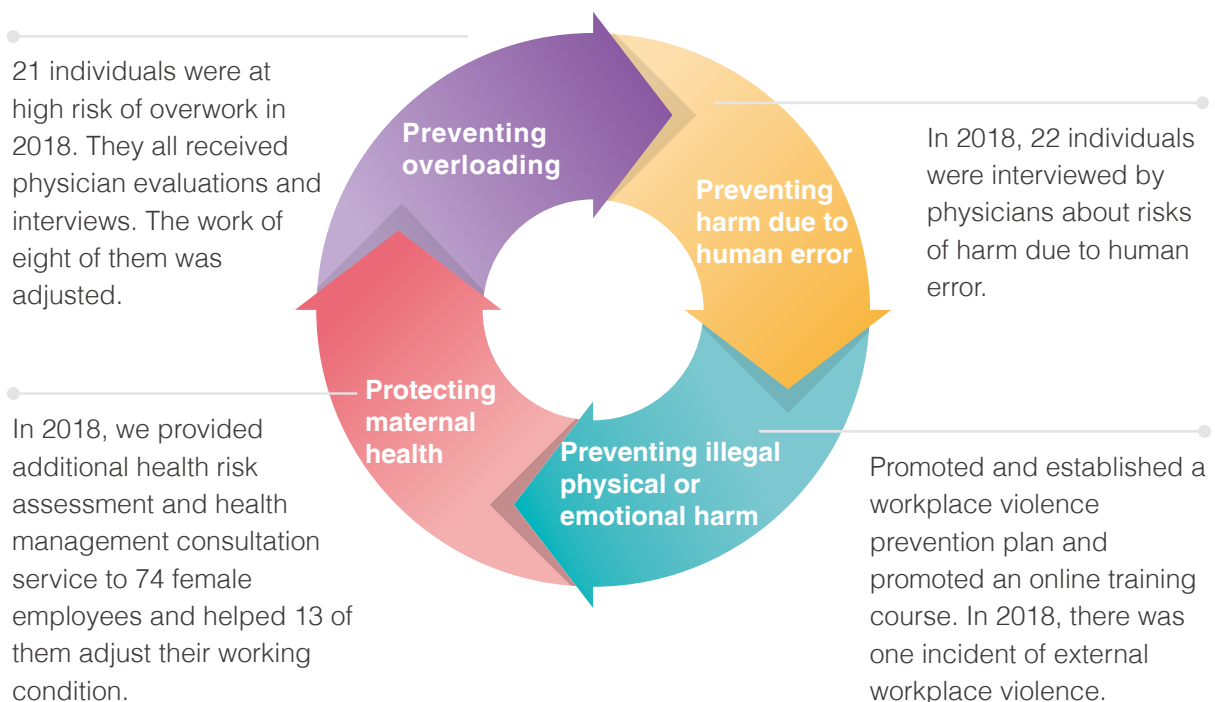 21 individuals were at
high risk of overwork in
2018. They all received
physician evaluations and
interviews. The work of
eight of them was
adjusted.
Preventing
overloading
Preventing
harm due to
human error
In 2018, 22 individuals
were interviewed by
physicians about risks
of harm due to human
error.
Protecting
maternal
health
In 2018, we provided
additional health risk
assessment and health
management consultation
service to 74 female
employees and helped 13 of
them adjust their working
condition.
Preventing illegal
physical or
emotional harm
Promoted and established a
workplace violence
prevention plan and
promoted an online training
course. In 2018, there was
one incident of external
workplace violence.